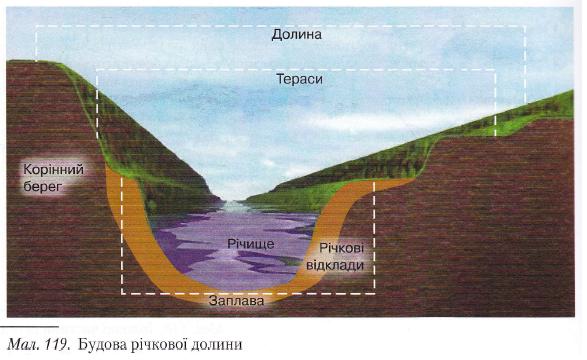 Долина
Тераси
Корінний
берег
Річище
Річкові
відклади
Заплава
Мал. 119. Будова річкової долини